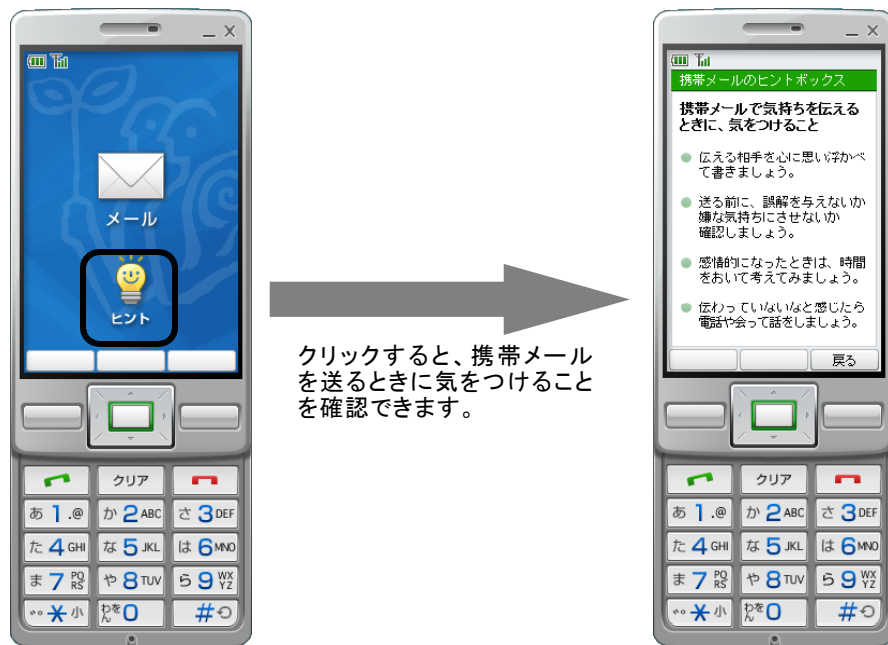 メール
ヒント
クリア
あ 1 .@
か 2 ABC
さ 3 DEF
た 4 GHI
な 5 JKL
は 6 MNO
ま 7 PQRS
や 8 TUV
ら 9 WXYZ
* 小
わをん 0
#
クリックすると、携帯メール
を送るときに気をつけること
を確認できます。
携帯メールのヒントボックス
携帯メールで気持ちを伝える
ときに、気をつけること
伝える相手を心に思い浮かべ
て書きましょう。
送る前に、誤解を与えないか
嫌な気持ちにさせないか
確認しましょう。
感情的になったときは、時間
をおいて考えてみましょう。
伝わっていないなと感じたら
電話や会って話をしましょう。
戻る
クリア
あ 1 .@
か 2 ABC
さ 3 DEF
た 4 GHI
な 5 JKL
は 6 MNO
ま 7 PQRS
や 8 TUV
ら 9 WXYZ
* 小
わをん 0
#